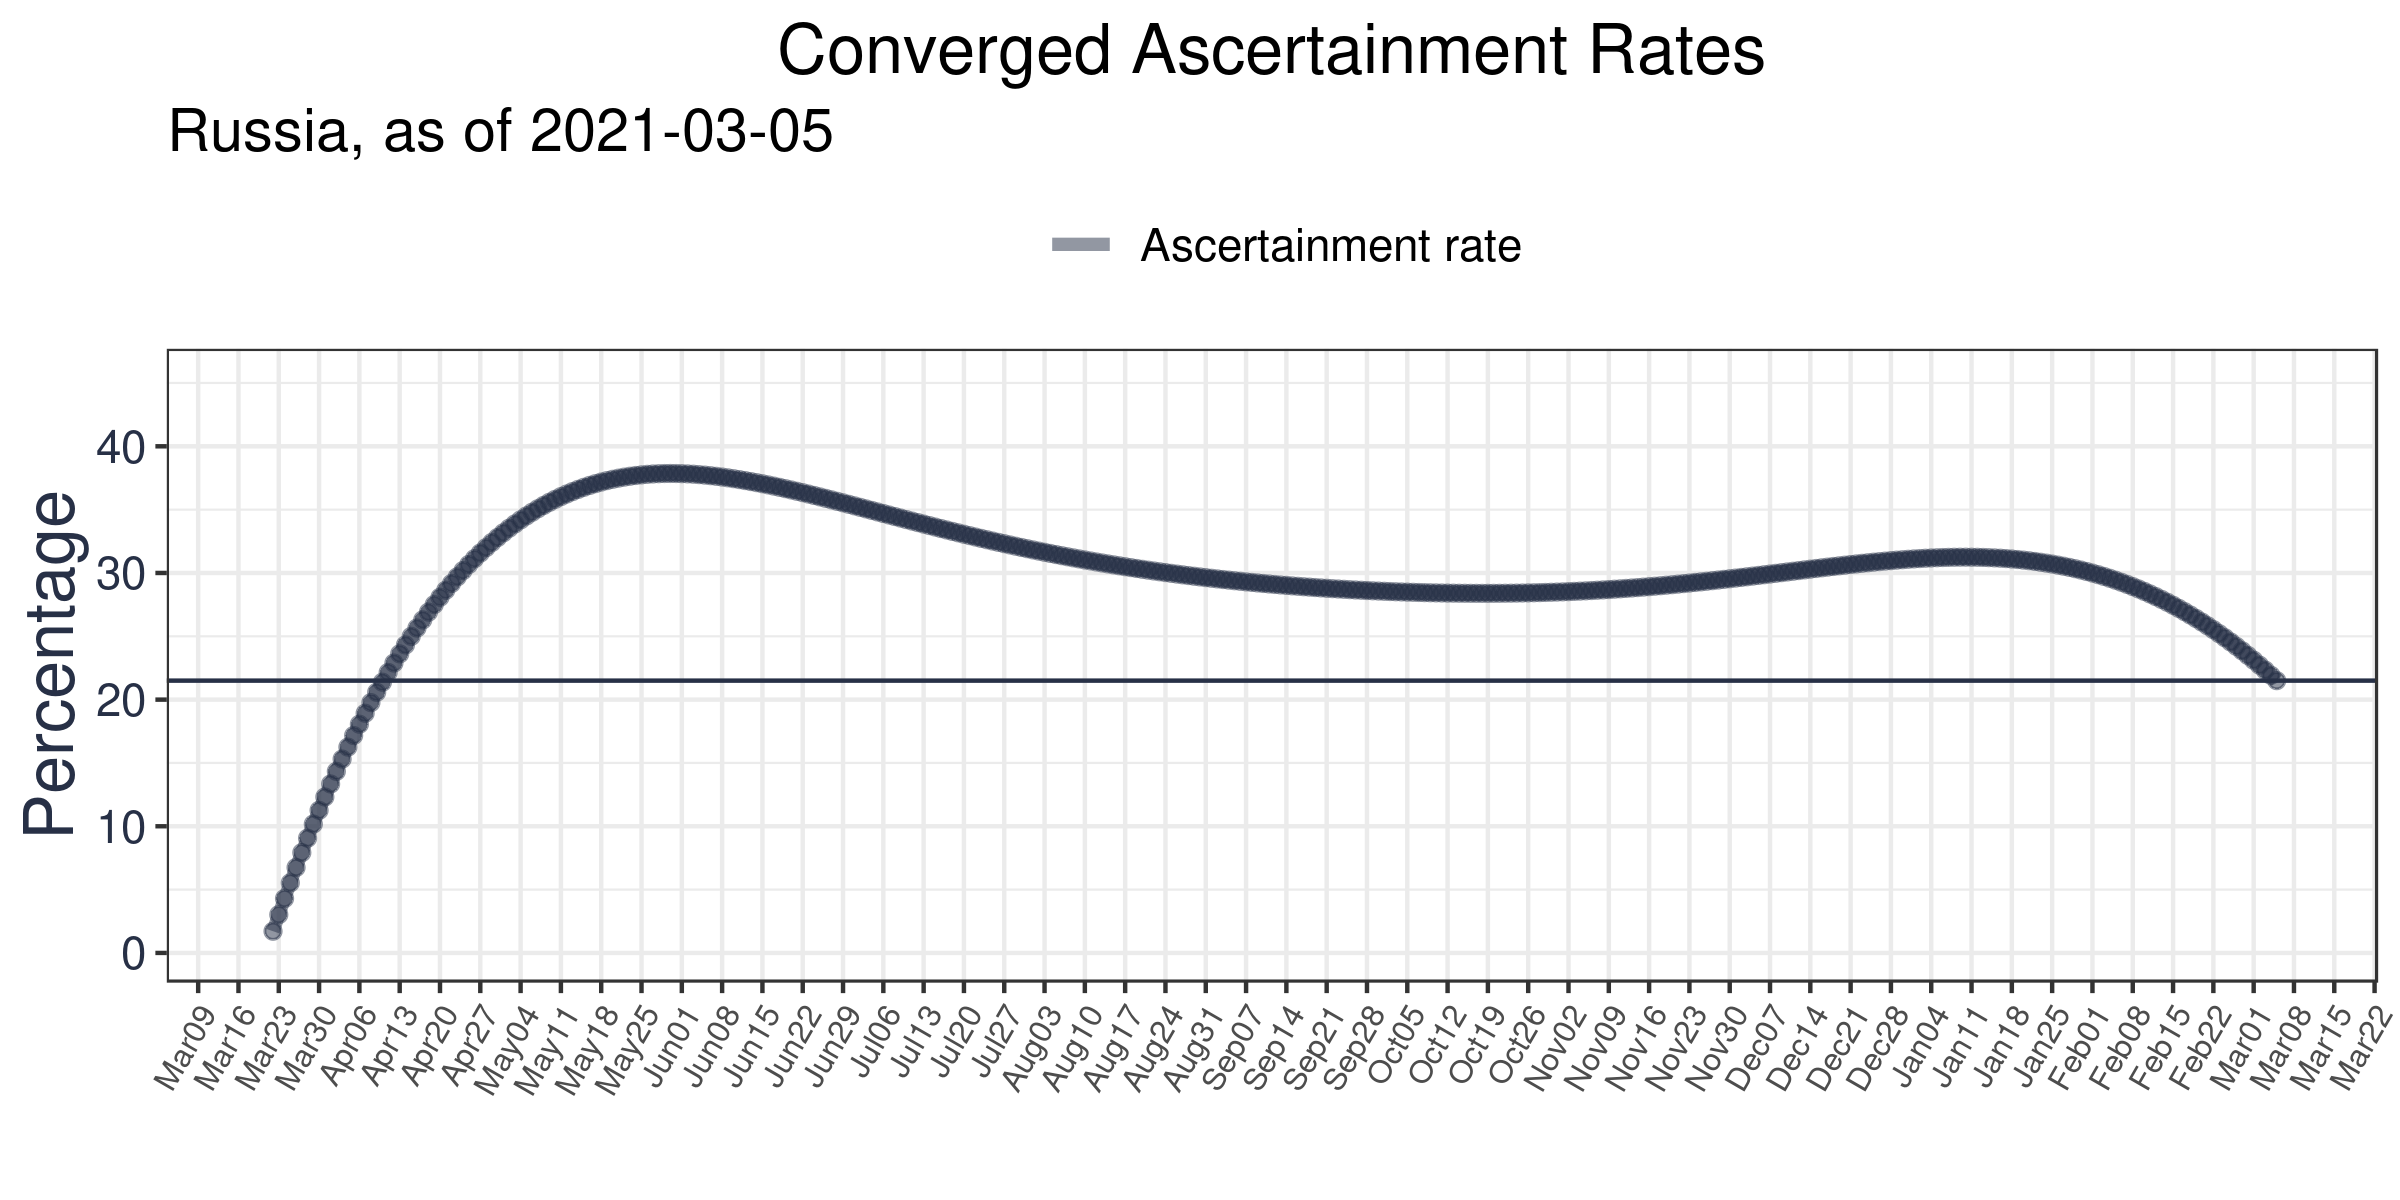 Converged Ascertainment Rates
Russia, as of 2021-03-05
Ascertainment rate
Percentage
40
30
20
10
0
Mar09
Mar16
Mar23
Mar30
Apr06
Apr13
Apr20
Apr27
May04
May11
May18
May25
Jun01
Jun08
Jun15
Jun22
Jun29
Jul06
Jul13
Jul20
Jul27
Aug03
Aug10
Aug17
Aug24
Aug31
Sep07
Sep14
Sep21
Sep28
Oct05
Oct12
Oct19
Oct26
Nov02
Nov09
Nov16
Nov23
Nov30
Dec07
Dec14
Dec21
Dec28
Jan04
Jan11
Jan18
Jan25
Feb01
Feb08
Feb15
Feb22
Mar01
Mar08
Mar15
Mar22